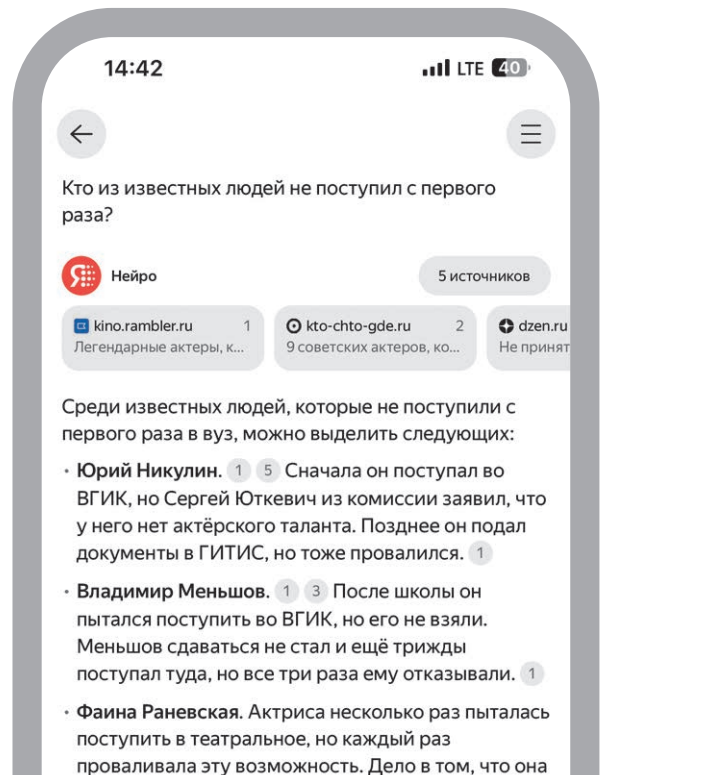 14:42 LTE 40
Кто из известных людей не поступил с первого
раза?
Нейро 5 источников
kino.rambler.ru 1 kto-chto-gde.ru 2 dzen.ru
Легендарные актеры, к... 9 советских актеров, ко... Не принят
Среди известных людей, которые не поступили с
первого раза в вуз, можно выделить следующих:
• Юрий Никулин. 1 5 Сначала он поступал во
ВГИК, но Сергей Юткевич из комиссии заявил, что
у него нет актёрского таланта. Позднее он подал
документы в ГИТИС, но тоже провалился. 1
• Владимир Меньшов. 1 3 После школы он
пытался поступить во ВГИК, но его не взяли.
Меньшов сдаваться не стал и ещё трижды
поступал туда, но все три раза ему отказывали. 1
• Фаина Раневская. Актриса несколько раз пыталась
поступить в театральное, но каждый раз
проваливала эту возможность. Дело в том, что она